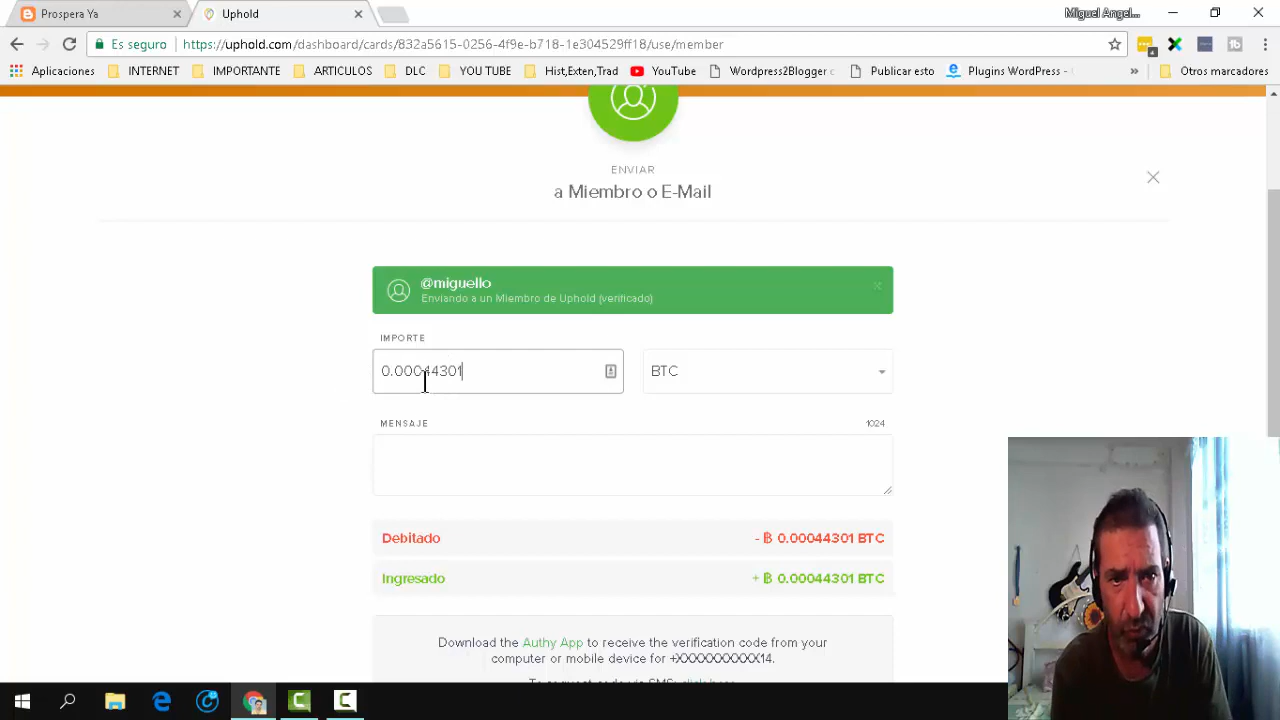 Prospera Ya
Uphold
Miguel Angel...
Es seguro
https://uphold.com/dashboard/cards/832a5615-0256-4f9e-b718-1e304529ff18/use/member
4
Aplicaciones
INTERNET
IMPORTANTE
ARTICULOS
DLC
YOU TUBE
Hist,Exten,Trad
YouTube
Wordpress2Blogger c
Publicar esto
Plugins WordPress -
Otros marcadores
ENVIAR
a Miembro o E-Mail
@miguello
Enviando a un Miembro de Uphold (verificado)
IMPORTE
0.00044301
BTC
MENSAJE
1024
Debitado
- ₿ 0.00044301 BTC
Ingresado
+ ₿ 0.00044301 BTC
Download the Authy App to receive the verification code from your
computer or mobile device for +XXXXXXXXXXX14.